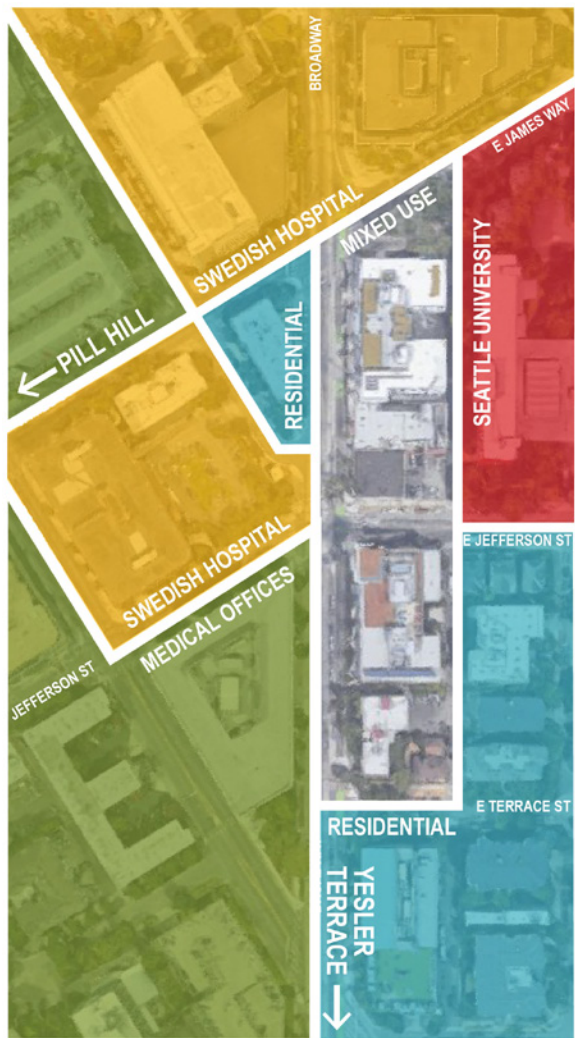 BROADWAY
E JAMES WAY
SWEDISH HOSPITAL
MIXED USE
SEATTLE UNIVERSITY
PILL HILL
RESIDENTIAL
SWEDISH HOSPITAL
MEDICAL OFFICES
E JEFFERSON ST
JEFFERSON ST
E TERRACE ST
RESIDENTIAL
YESLER
TERRACE